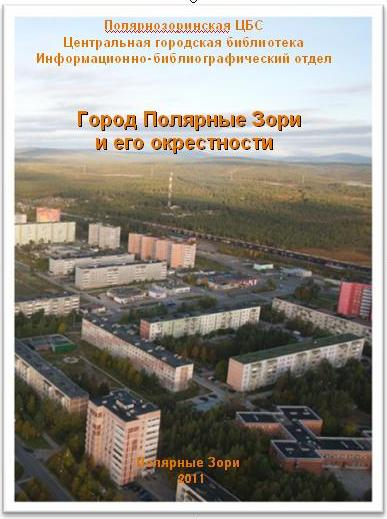 Полярнозоринская ЦБС
Центральная городская библиотека
Информационно-библиографический отдел
Город Полярные Зори
и его окрестности
Полярные Зори
2011